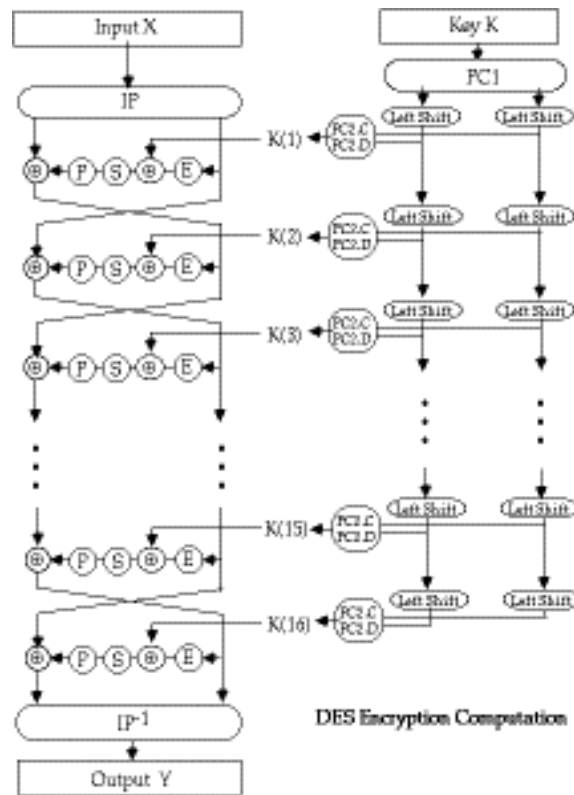 Input X
Key K
IP
PC1
Left Shift Left Shift
⊕ P S ⊕ E
K(1)
PC2.C
PC2.D
Left Shift Left Shift
⊕ P S ⊕ E
K(2)
PC2.C
PC2.D
Left Shift Left Shift
⊕ P S ⊕ E
K(3)
PC2.C
PC2.D
Left Shift Left Shift
⊕ P S ⊕ E
K(15)
PC2.C
PC2.D
Left Shift Left Shift
⊕ P S ⊕ E
K(16)
PC2.C
PC2.D
IP-1
DES Encryption Computation
Output Y